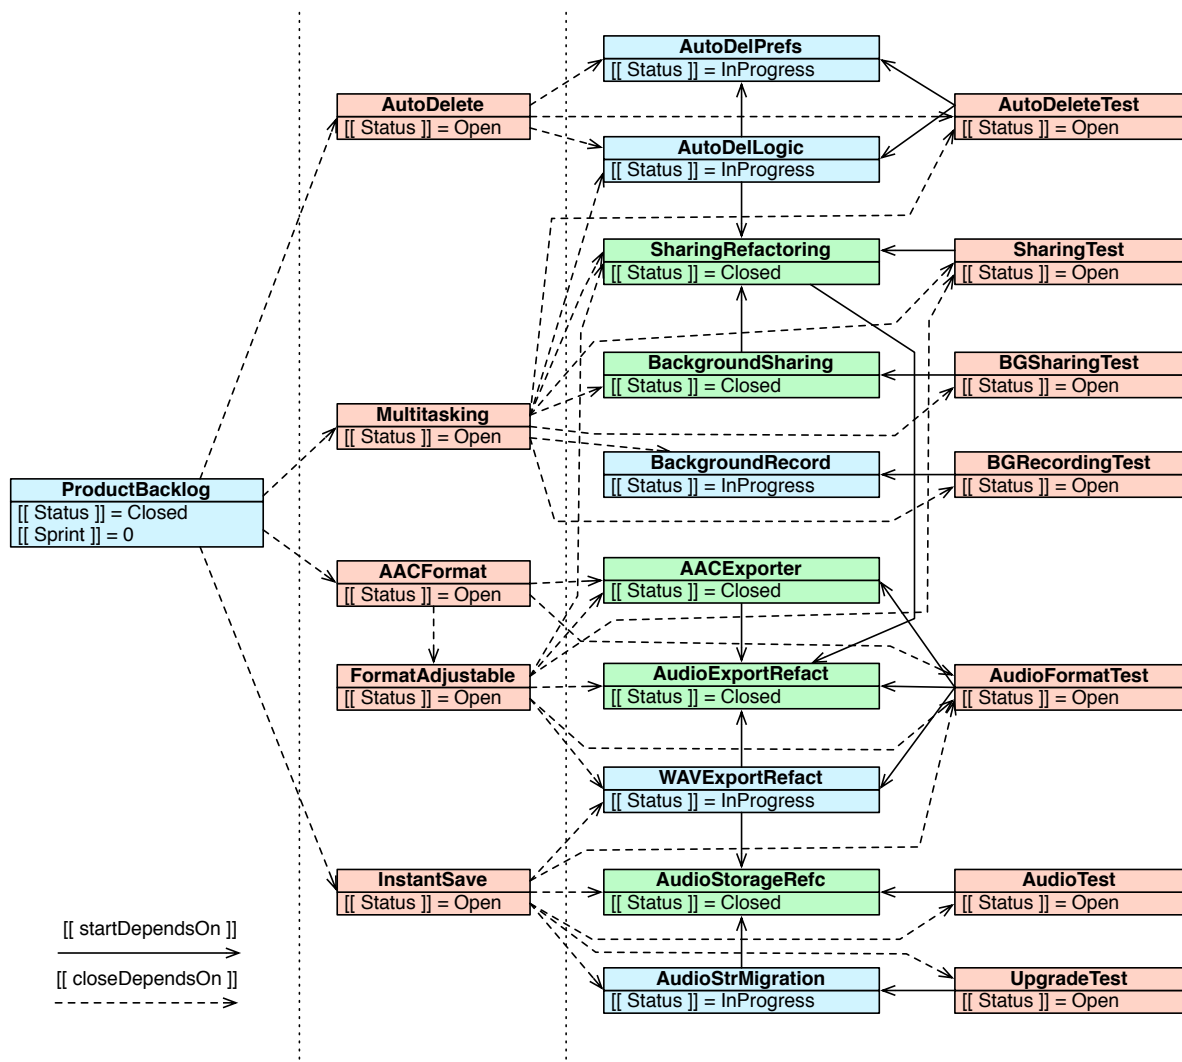 AutoDelPrefs
[[ Status ]] = InProgress
AutoDelete
[[ Status ]] = Open
AutoDeleteTest
[[ Status ]] = Open
AutoDelLogic
[[ Status ]] = InProgress
SharingRefactoring
[[ Status ]] = Closed
SharingTest
[[ Status ]] = Open
BackgroundSharing
[[ Status ]] = Closed
BGSharingTest
[[ Status ]] = Open
Multitasking
[[ Status ]] = Open
BackgroundRecord
[[ Status ]] = InProgress
BGRecordingTest
[[ Status ]] = Open
ProductBacklog
[[ Status ]] = Closed
[[ Sprint ]] = 0
AACFormat
[[ Status ]] = Open
AACExporter
[[ Status ]] = Closed
FormatAdjustable
[[ Status ]] = Open
AudioExportRefact
[[ Status ]] = Closed
AudioFormatTest
[[ Status ]] = Open
WAVExportRefact
[[ Status ]] = InProgress
InstantSave
[[ Status ]] = Open
AudioStorageRefc
[[ Status ]] = Closed
AudioTest
[[ Status ]] = Open
[[ startDependsOn ]]
[[ closeDependsOn ]]
AudioStrMigration
[[ Status ]] = InProgress
UpgradeTest
[[ Status ]] = Open